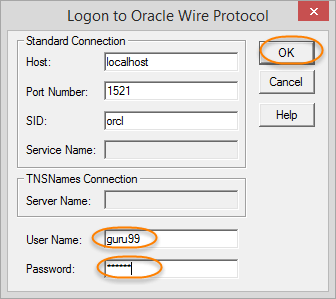 Logon to Oracle Wire Protocol
Standard Connection
Host: localhost
Port Number: 1521
SID: orcl
Service Name:
TNSNames Connection
Server Name:
User Name: guru99
Password: ******
OK
Cancel
Help